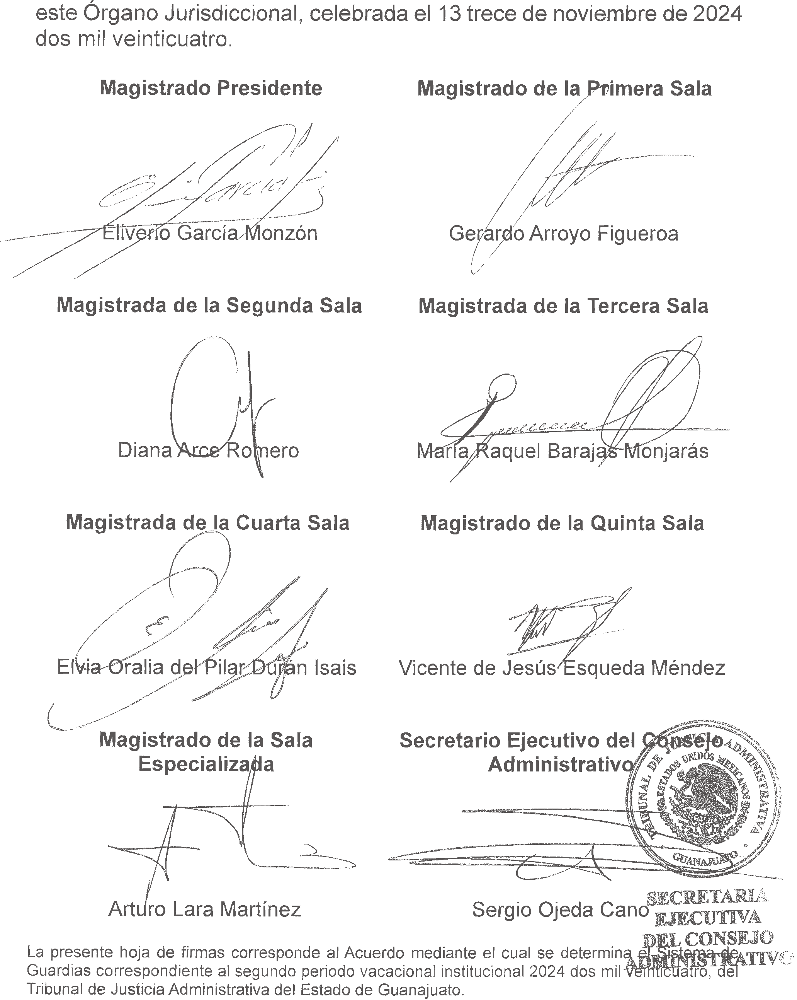 este Órgano Jurisdiccional, celebrada el 13 trece de noviembre de 2024
dos mil veinticuatro.
Magistrado Presidente
Magistrado de la Primera Sala
Eliverio García Monzón
Gerardo Arroyo Figueroa
Magistrada de la Segunda Sala
Magistrada de la Tercera Sala
Diana Arce Romero
María Raquel Barajas Monjarás
Magistrada de la Cuarta Sala
Magistrado de la Quinta Sala
Elvia Oralia del Pilar Durán Isais
Vicente de Jesús Esqueda Méndez
Magistrado de la Sala
Especializada
Secretario Ejecutivo del Consejo
Administrativo
TRIBUNAL DE JUSTICIA ADMINISTRATIVA
ESTADOS UNIDOS MEXICANOS
GUANAJUATO
Arturo Lara Martínez
Sergio Ojeda Cano
SECRETARIA
EJECUTIVA
DEL CONSEJO
ADMINISTRATIVO
La presente hoja de firmas corresponde al Acuerdo mediante el cual se determina el Sistema de
Guardias correspondiente al segundo periodo vacacional institucional 2024 dos mil veinticuatro, del
Tribunal de Justicia Administrativa del Estado de Guanajuato.